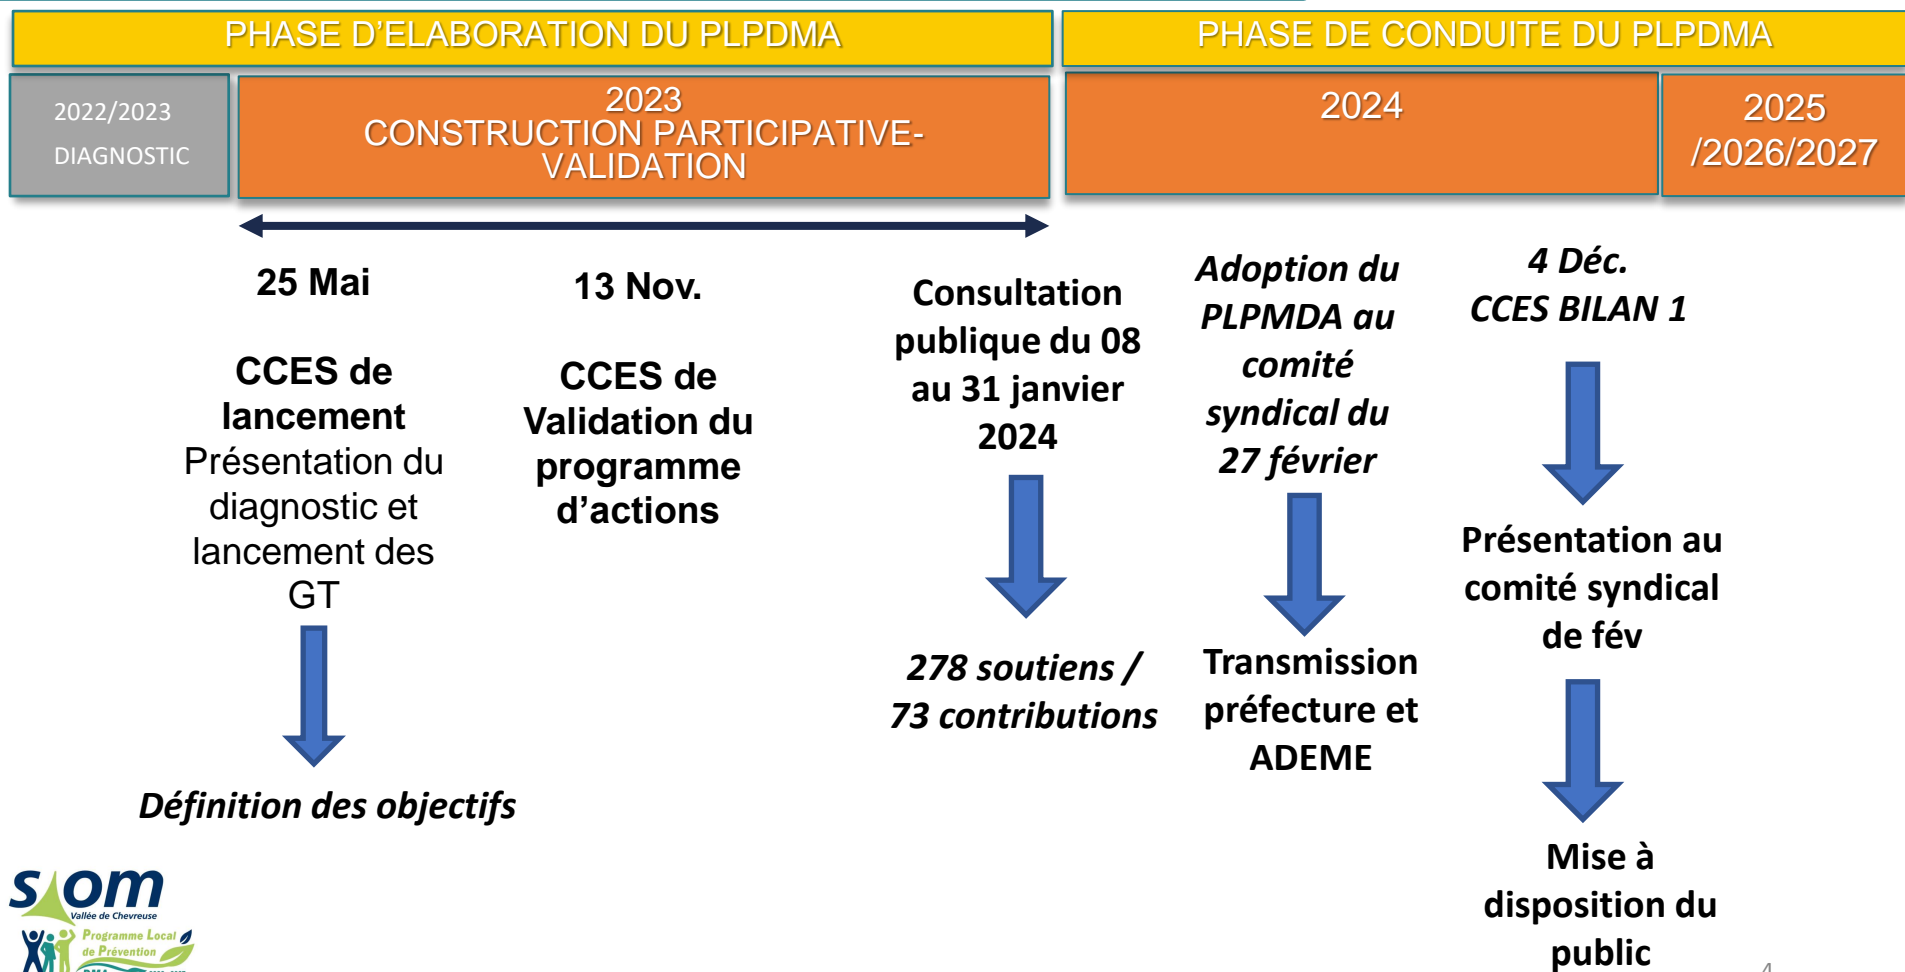 PHASE D'ELABORATION DU PLPDMA
PHASE DE CONDUITE DU PLPDMA
2022/2023
DIAGNOSTIC
2023
CONSTRUCTION PARTICIPATIVE-
VALIDATION
2024
2025
/2026/2027
25 Mai
CCES de
lancement
Présentation du
diagnostic et
lancement des
GT
Définition des objectifs
13 Nov.
CCES de
Validation du
programme
d'actions
Consultation
publique du 08
au 31 janvier
2024
278 soutiens /
73 contributions
Adoption du
PLPMDA au
comité
syndical du
27 février
Transmission
préfecture et
ADEME
4 Déc.
CCES BILAN 1
Présentation au
comité syndical
de fév
Mise à
disposition du
public
siom
Vallée de Chevreuse
Programme Local
de Prévention